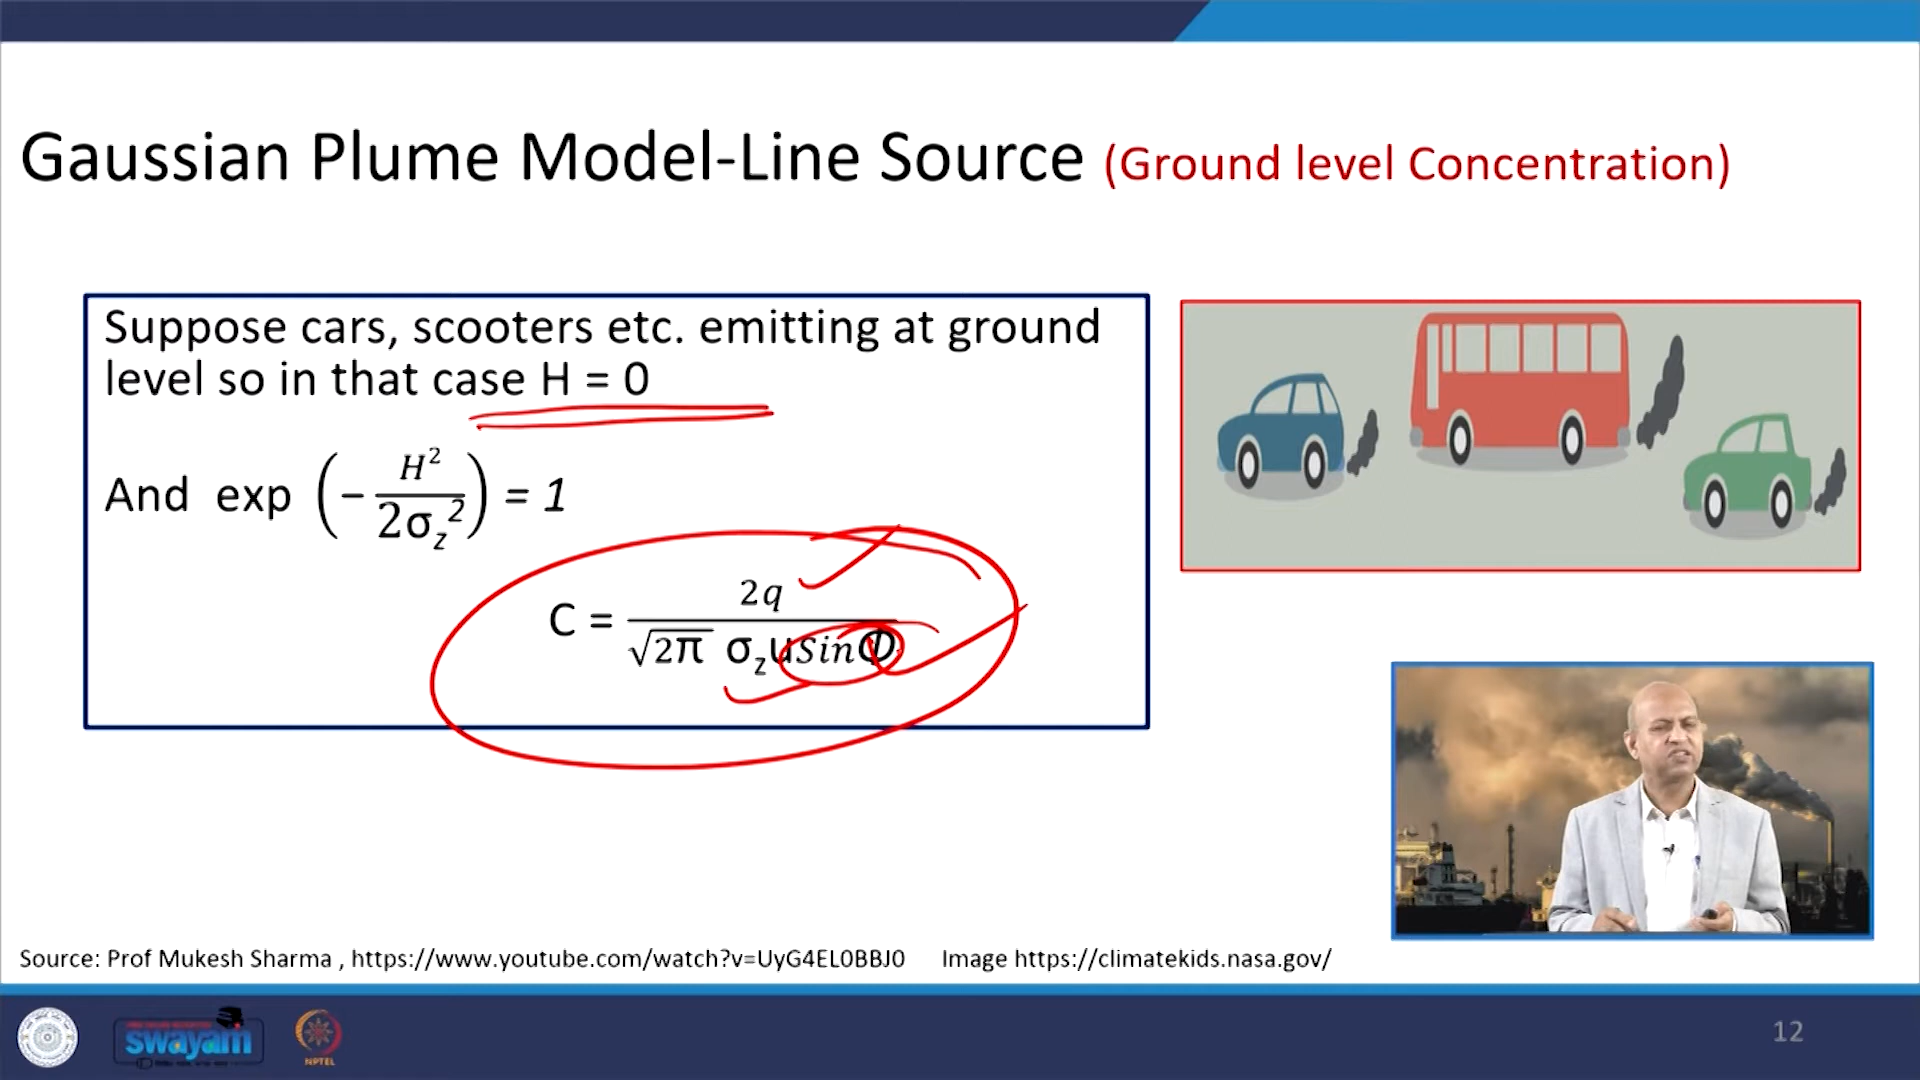 Gaussian Plume Model-Line Source (Ground level Concentration)
Suppose cars, scooters etc. emitting at ground
level so in that case H = 0
And exp (−H²/2σz²) = 1
C = 2q/(√2π σzuSinΦ)
Source: Prof Mukesh Sharma , https://www.youtube.com/watch?v=UyG4EL0BBJ0 Image https://climatekids.nasa.gov/
swayam
NPTEL
12